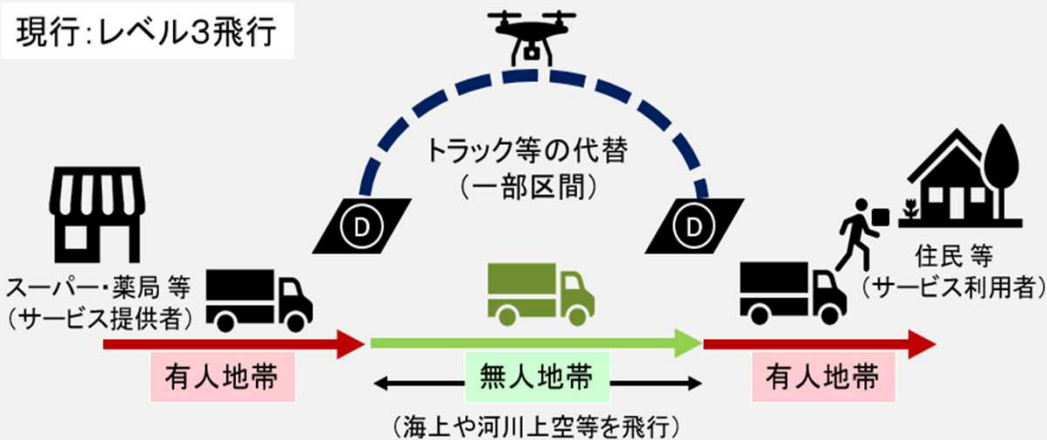 現行:レベル3飛行
トラック等の代替
(一部区間)
D
D
スーパー・薬局 等
(サービス提供者)
住民 等
(サービス利用者)
有人地帯
無人地帯
有人地帯
(海上や河川上空等を飛行)